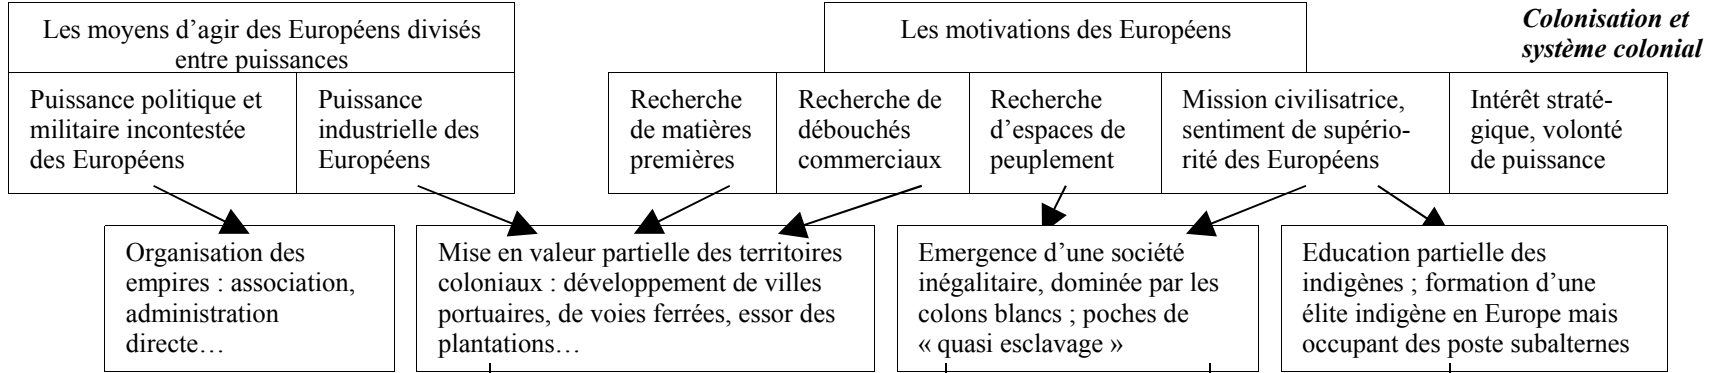 Les moyens d’agir des Européens divisés
entre puissances
Les motivations des Européens
Colonisation et
système colonial
Puissance politique et
militaire incontestée
des Européens
Puissance
industrielle des
Européens
Recherche
de matières
premières
Recherche de
débouchés
commerciaux
Recherche
d’espaces de
peuplement
Mission civilisatrice,
sentiment de supério-
rité des Européens
Intérêt straté-
gique, volonté
de puissance
Organisation des
empires : association,
administration
directe…
Mise en valeur partielle des territoires
coloniaux : développement de villes
portuaires, de voies ferrées, essor des
plantations…
Emergence d’une société
inégalitaire, dominée par les
colons blancs ; poches de
« quasi esclavage »
Education partielle des
indigènes ; formation d’une
élite indigène en Europe mais
occupant des poste subalternes